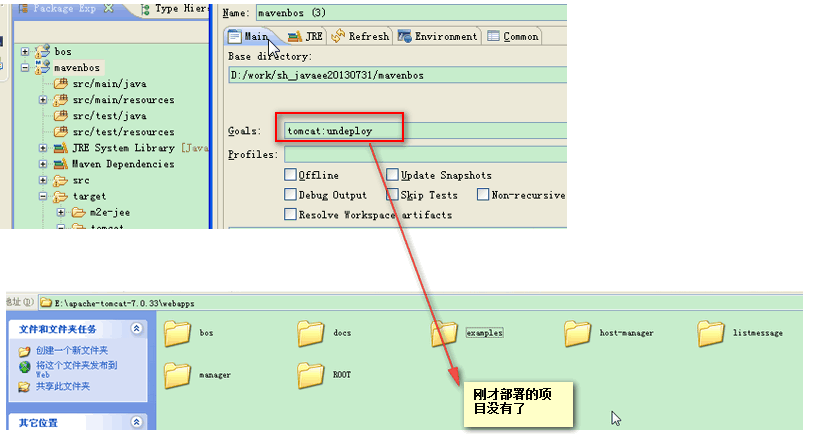 Package Exp
Type Hier
bos
mavenbos
src/main/java
src/main/resources
src/test/java
src/test/resources
JRE System Library [Java
Maven Dependencies
src
target
m2e-jee
tomcat
Name: mavenbos (3)
Main
JRE
Refresh
Environment
Common
Base directory:
D:/work/sh_javaee20130731/mavenbos
Goals: tomcat:undeploy
Profiles:
Offline
Update Snapshots
Debug Output
Skip Tests
Non-recursive
Resolve Workspace artifacts
地址(D) E:\apache-tomcat-7.0.33\webapps
文件和文件夹任务
创建一个新文件夹
将这个文件夹发布到
Web
共享此文件夹
其它位置
bos
docs
examples
host-manager
listmessage
manager
ROOT
刚才部署的项
目没有了